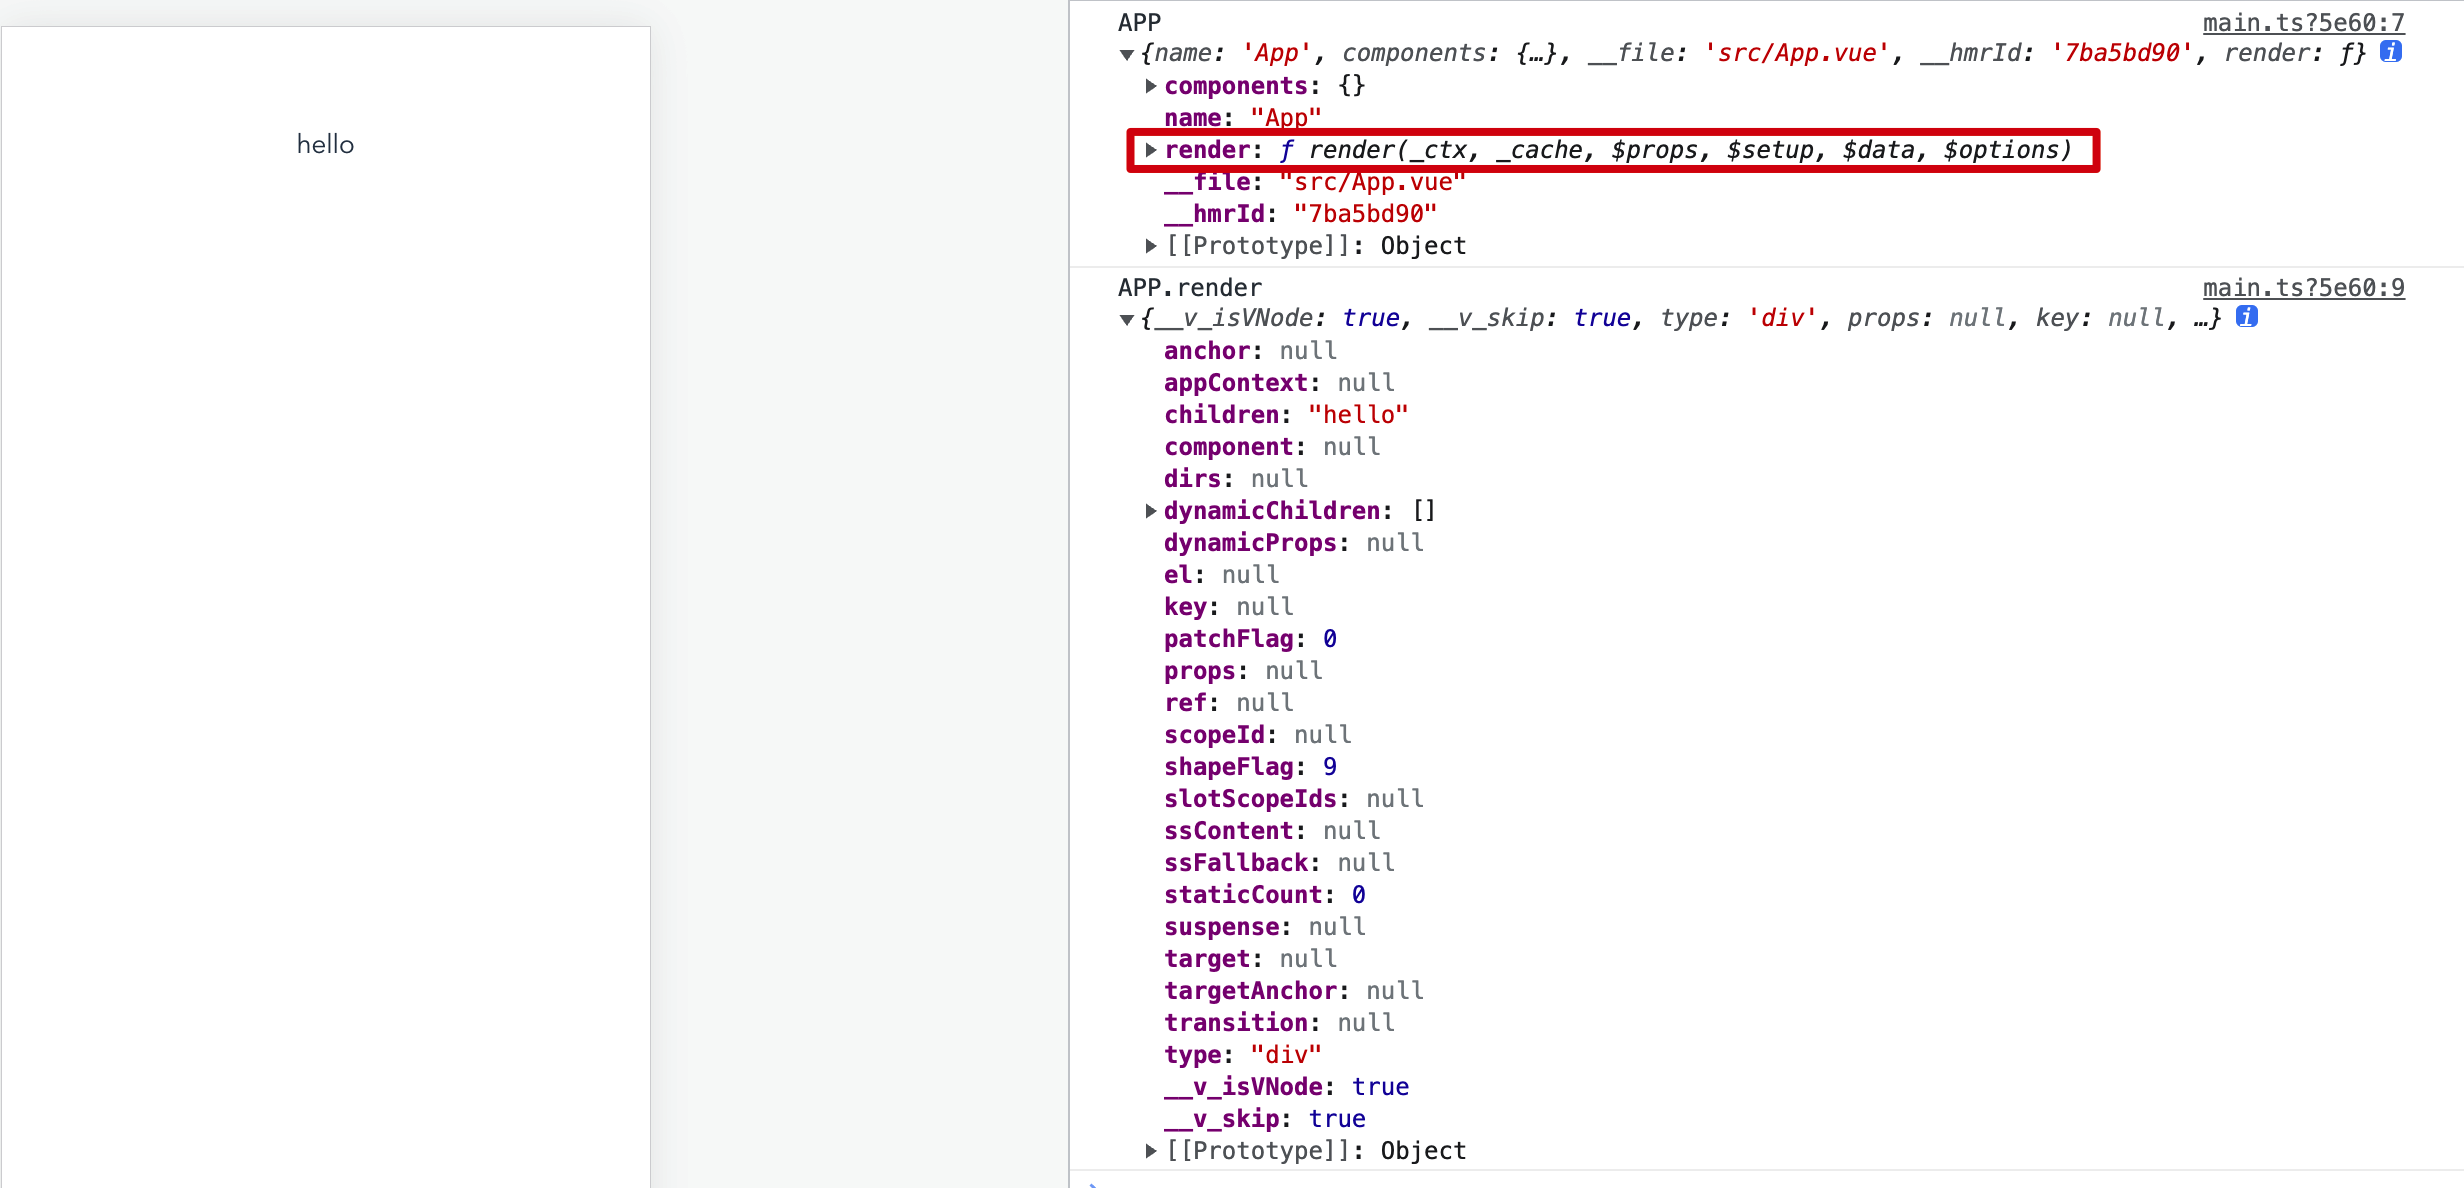 hello
APP main.ts?5e60:7
▼{name: 'App', components: {…}, __file: 'src/App.vue', __hmrId: '7ba5bd90', render: ƒ} i
▶components: {}
name: "App"
▶render: ƒ render(_ctx, _cache, $props, $setup, $data, $options)
__file: "src/App.vue"
__hmrId: "7ba5bd90"
▶[[Prototype]]: Object
APP.render main.ts?5e60:9
▼{__v_isVNode: true, __v_skip: true, type: 'div', props: null, key: null, …} i
anchor: null
appContext: null
children: "hello"
component: null
dirs: null
▶dynamicChildren: []
dynamicProps: null
el: null
key: null
patchFlag: 0
props: null
ref: null
scopeId: null
shapeFlag: 9
slotScopeIds: null
ssContent: null
ssFallback: null
staticCount: 0
suspense: null
target: null
targetAnchor: null
transition: null
type: "div"
__v_isVNode: true
__v_skip: true
▶[[Prototype]]: Object